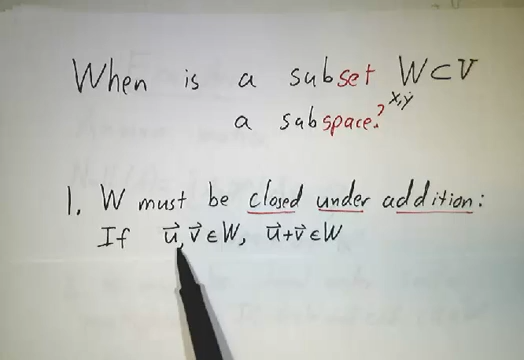 When is a subset W⊂V
x,y
a subspace?
1. W must be closed under addition:
If u⃗, v⃗ ∈ W, u⃗+v⃗ ∈ W